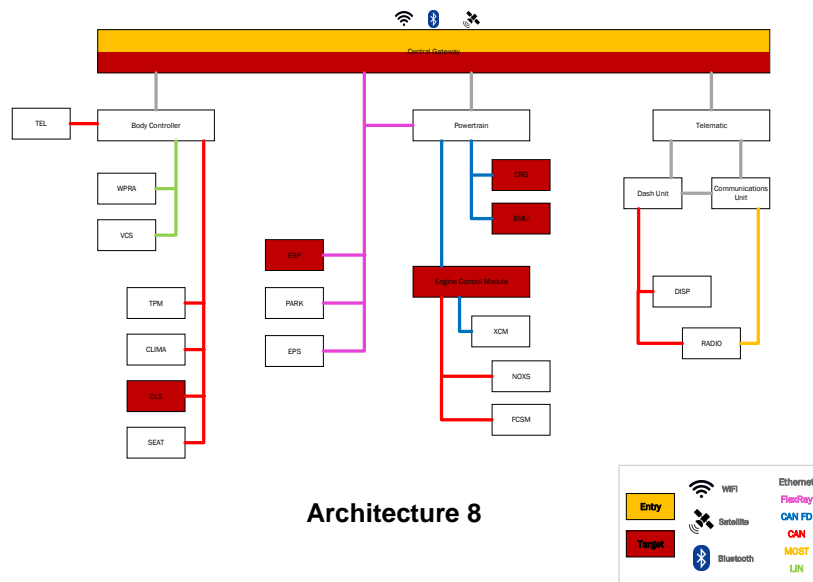 Central Gateway
TEL
Body Controller
Powertrain
Telematic
CRG
WPRA
Dash Unit
Communications
Unit
BMU
VCS
ESP
Engine Control Module
TPM
PARK
DISP
XCM
CLIMA
EPS
RADIO
NOXS
CLS
FCSM
SEAT
Architecture 8
Entry
Target
WiFi
Satellite
Bluetooth
Ethernet
FlexRay
CAN FD
CAN
MOST
LIN